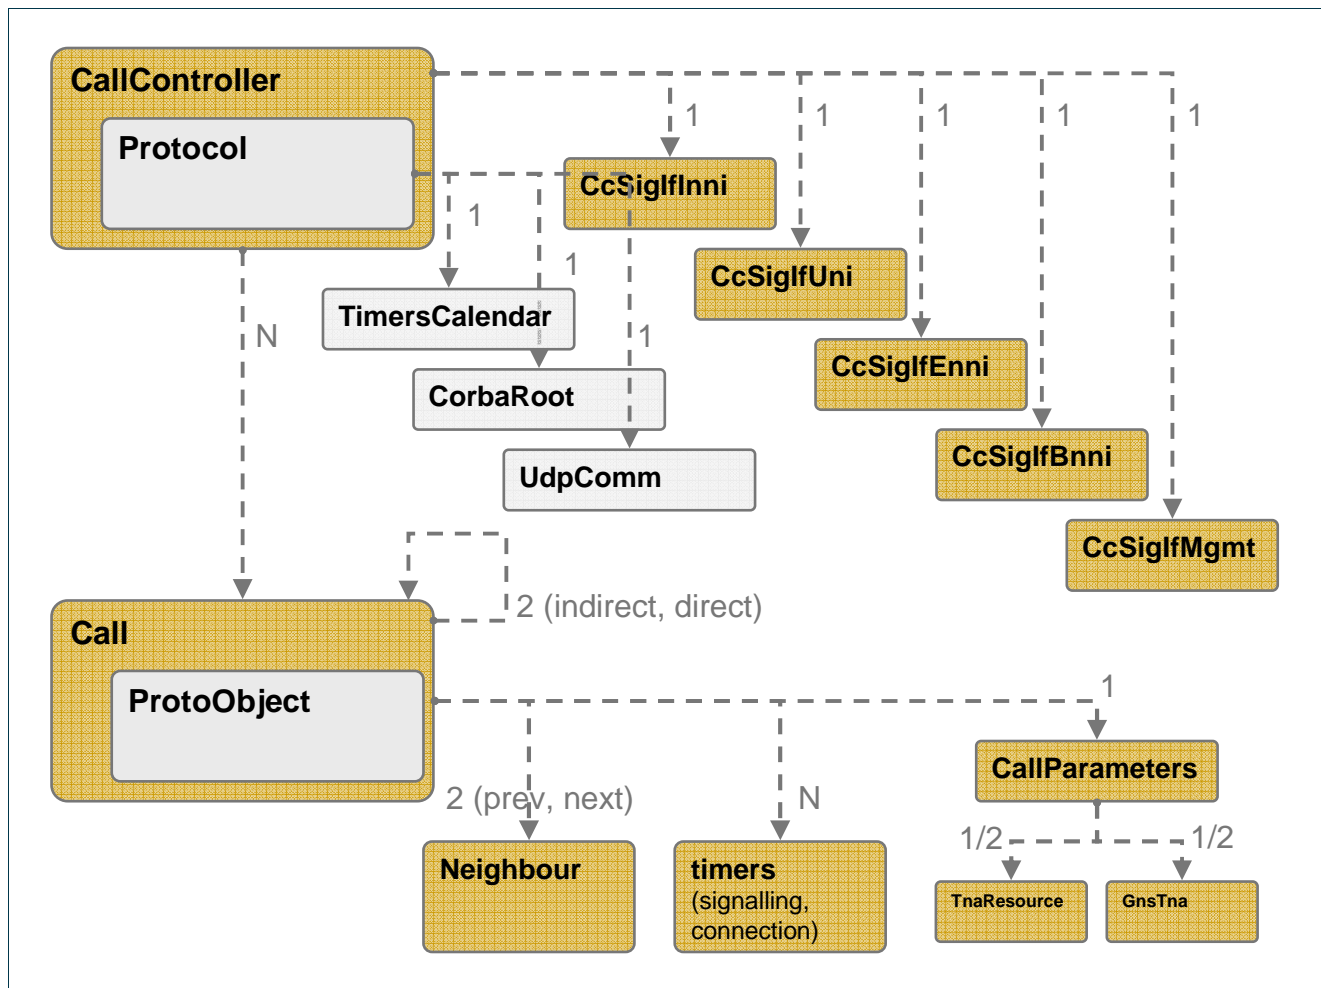 CallController
Protocol
1
1
1
1
1
CcSigIfInni
CcSigIfUni
CcSigIfEnni
CcSigIfBnni
CcSigIfMgmt
1
1
1
TimersCalendar
CorbaRoot
UdpComm
N
2 (indirect, direct)
Call
ProtoObject
1
2 (prev, next)
N
CallParameters
1/2
1/2
Neighbour
timers
(signalling,
connection)
TnaResource
GnsTna